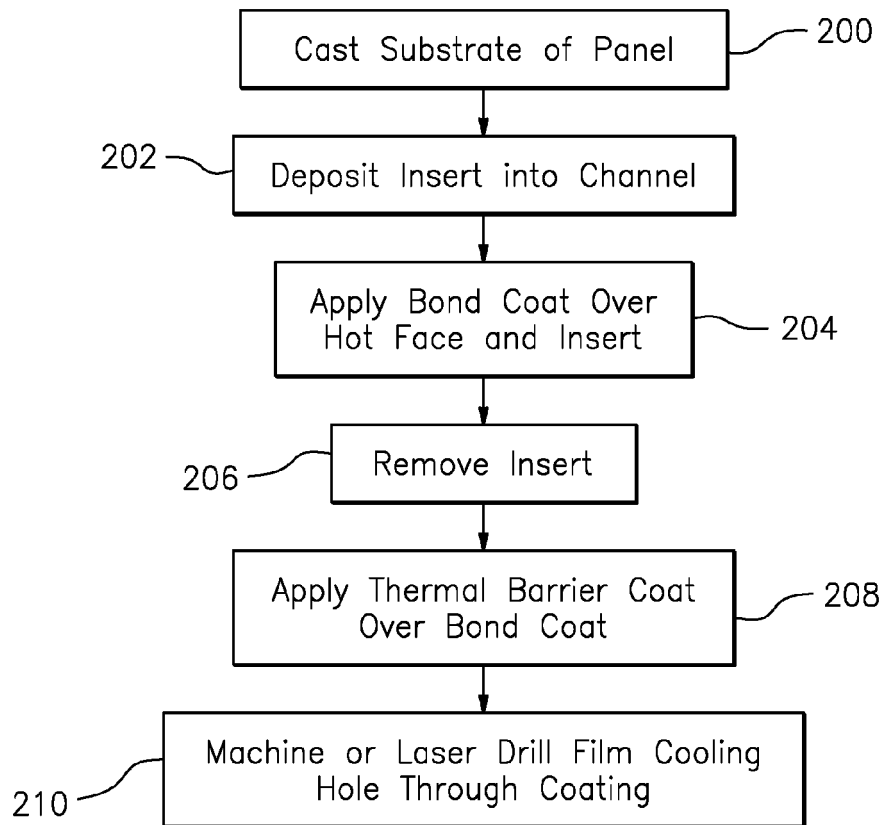 Cast Substrate of Panel
200
202
Deposit Insert into Channel
Apply Bond Coat Over
Hot Face and Insert
204
206
Remove Insert
Apply Thermal Barrier Coat
Over Bond Coat
208
Machine or Laser Drill Film Cooling
Hole Through Coating
210